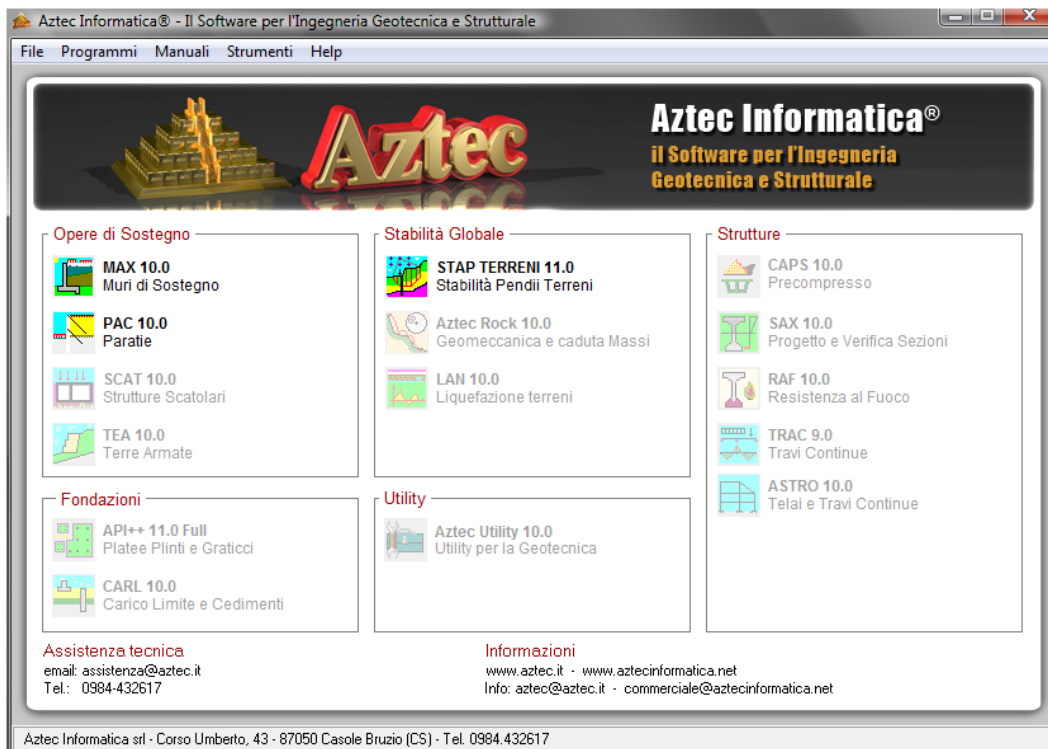 Aztec Informatica® - Il Software per l'Ingegneria Geotecnica e Strutturale
File Programmi Manuali Strumenti Help
Aztec
Aztec Informatica®
il Software per l'Ingegneria
Geotecnica e Strutturale
Opere di Sostegno
MAX 10.0
Muri di Sostegno
PAC 10.0
Paratie
SCAT 10.0
Strutture Scatolari
TEA 10.0
Terre Armate
Stabilità Globale
STAP TERRENI 11.0
Stabilità Pendii Terreni
Aztec Rock 10.0
Geomeccanica e caduta Massi
LAN 10.0
Liquefazione terreni
Strutture
CAPS 10.0
Precompresso
SAX 10.0
Progetto e Verifica Sezioni
RAF 10.0
Resistenza al Fuoco
TRAC 9.0
Travi Continue
ASTRO 10.0
Telai e Travi Continue
Fondazioni
API++ 11.0 Full
Platee Plinti e Graticci
CARL 10.0
Carico Limite e Cedimenti
Utility
Aztec Utility 10.0
Utility per la Geotecnica
Assistenza tecnica
email: assistenza@aztec.it
Tel.: 0984-432617
Informazioni
www.aztec.it - www.aztecinformatica.net
Info: aztec@aztec.it - commerciale@aztecinformatica.net
Aztec Informatica srl - Corso Umberto, 43 - 87050 Casole Bruzio (CS) - Tel. 0984.432617